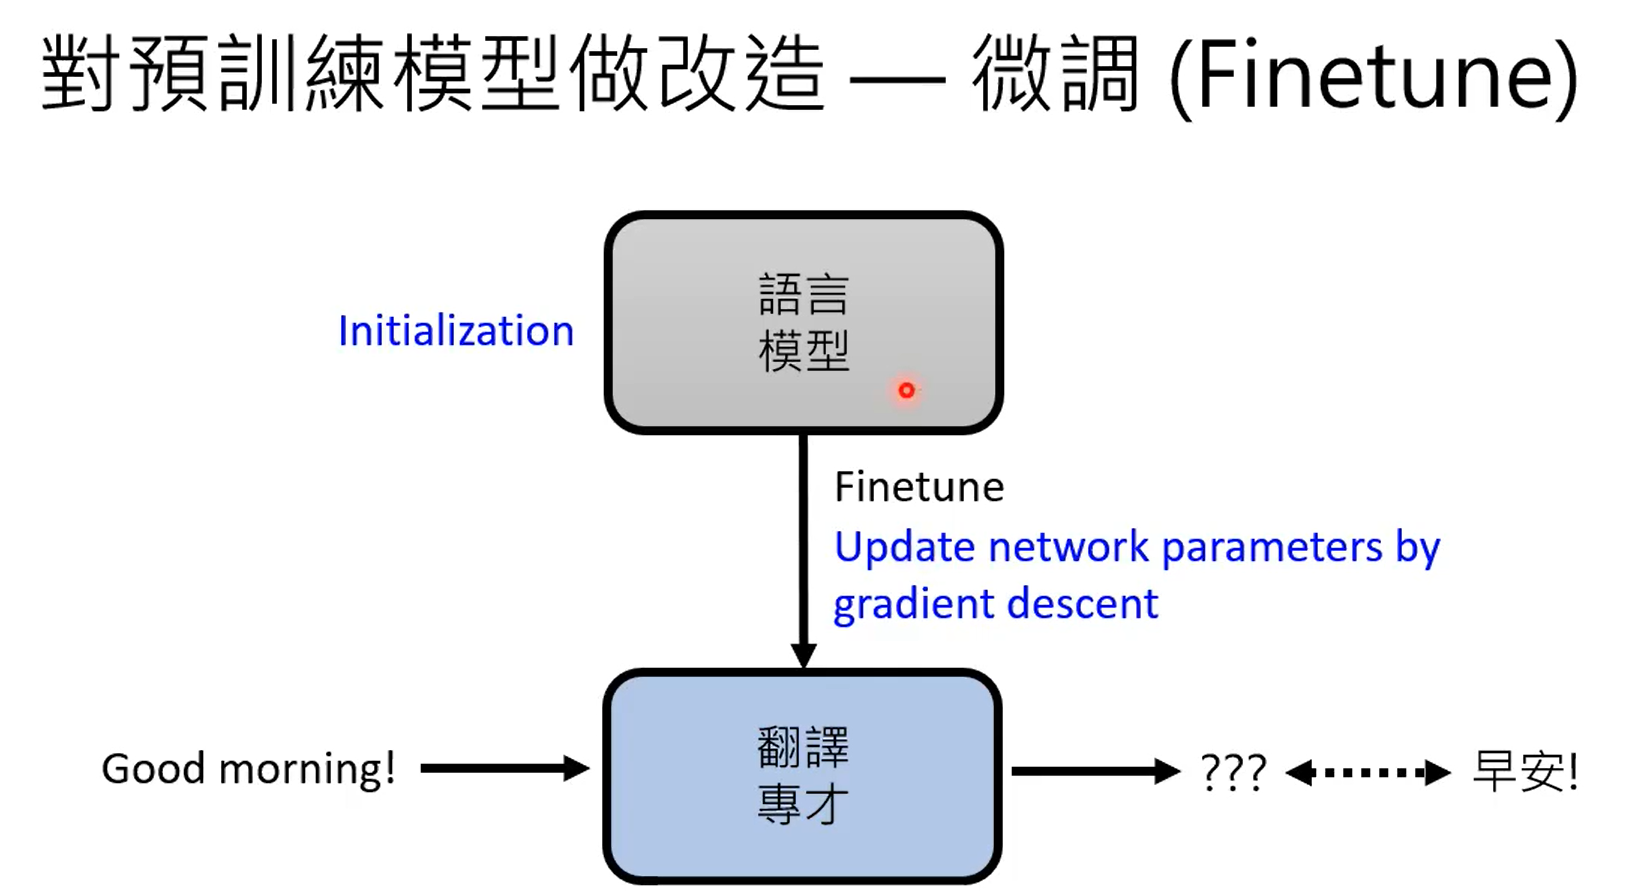 對預訓練模型做改造 — 微調 (Finetune)
Initialization
語言
模型
Finetune
Update network parameters by
gradient descent
Good morning!
翻譯
專才
???
早安!